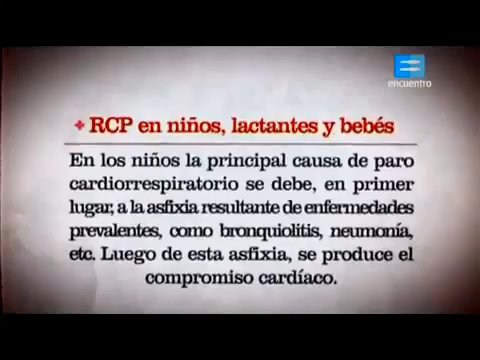 encuentro
+ RCP en niños, lactantes y bebés
En los niños la principal causa de paro
cardiorrespiratorio se debe, en primer
lugar, a la asfixia resultante de enfermedades
prevalentes, como bronquiolitis, neumonía,
etc. Luego de esta asfixia, se produce el
compromiso cardíaco.